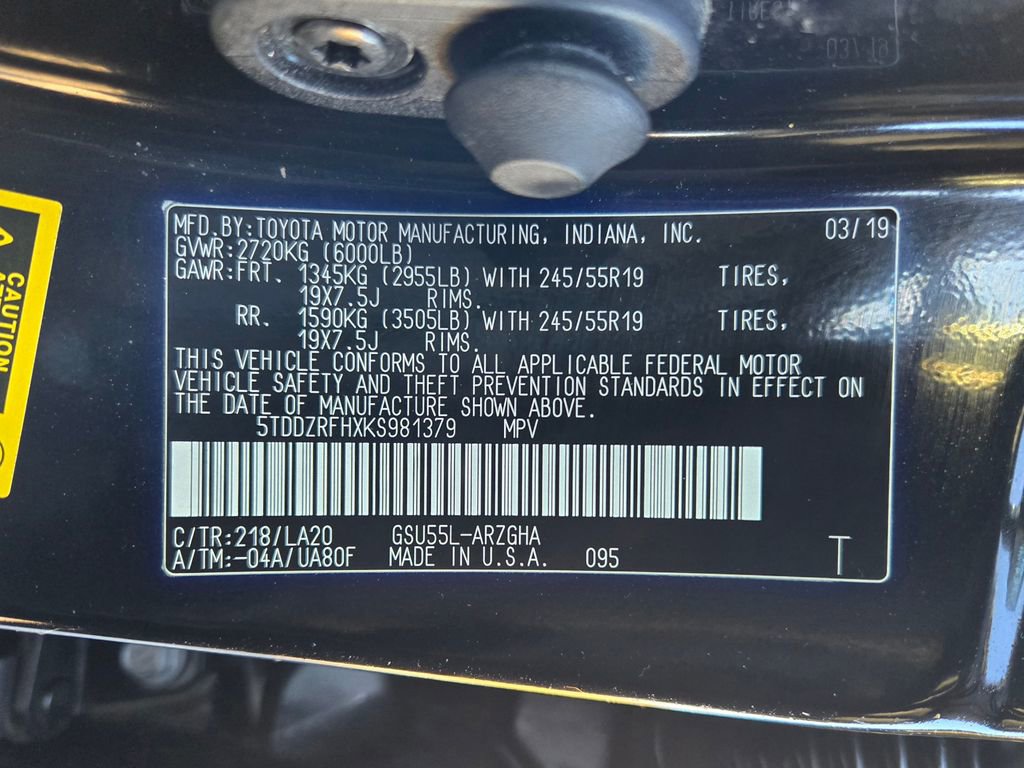 TIRES
03/19
CAUTION
MFD.BY:TOYOTA MOTOR MANUFACTURING, INDIANA, INC. 03/19
GVWR:2720KG (6000LB)
GAWR:FRT. 1345KG (2955LB) WITH 245/55R19 TIRES,
19X7.5J RIMS.
RR. 1590KG (3505LB) WITH 245/55R19 TIRES,
19X7.5J RIMS.
THIS VEHICLE CONFORMS TO ALL APPLICABLE FEDERAL MOTOR
VEHICLE SAFETY AND THEFT PREVENTION STANDARDS IN EFFECT ON
THE DATE OF MANUFACTURE SHOWN ABOVE.
5TDDZRFHXKS981379 MPV
C/TR:218/LA20 GSU55L-ARZGHA
A/TM:-04A/UA80F MADE IN U.S.A. 095 T